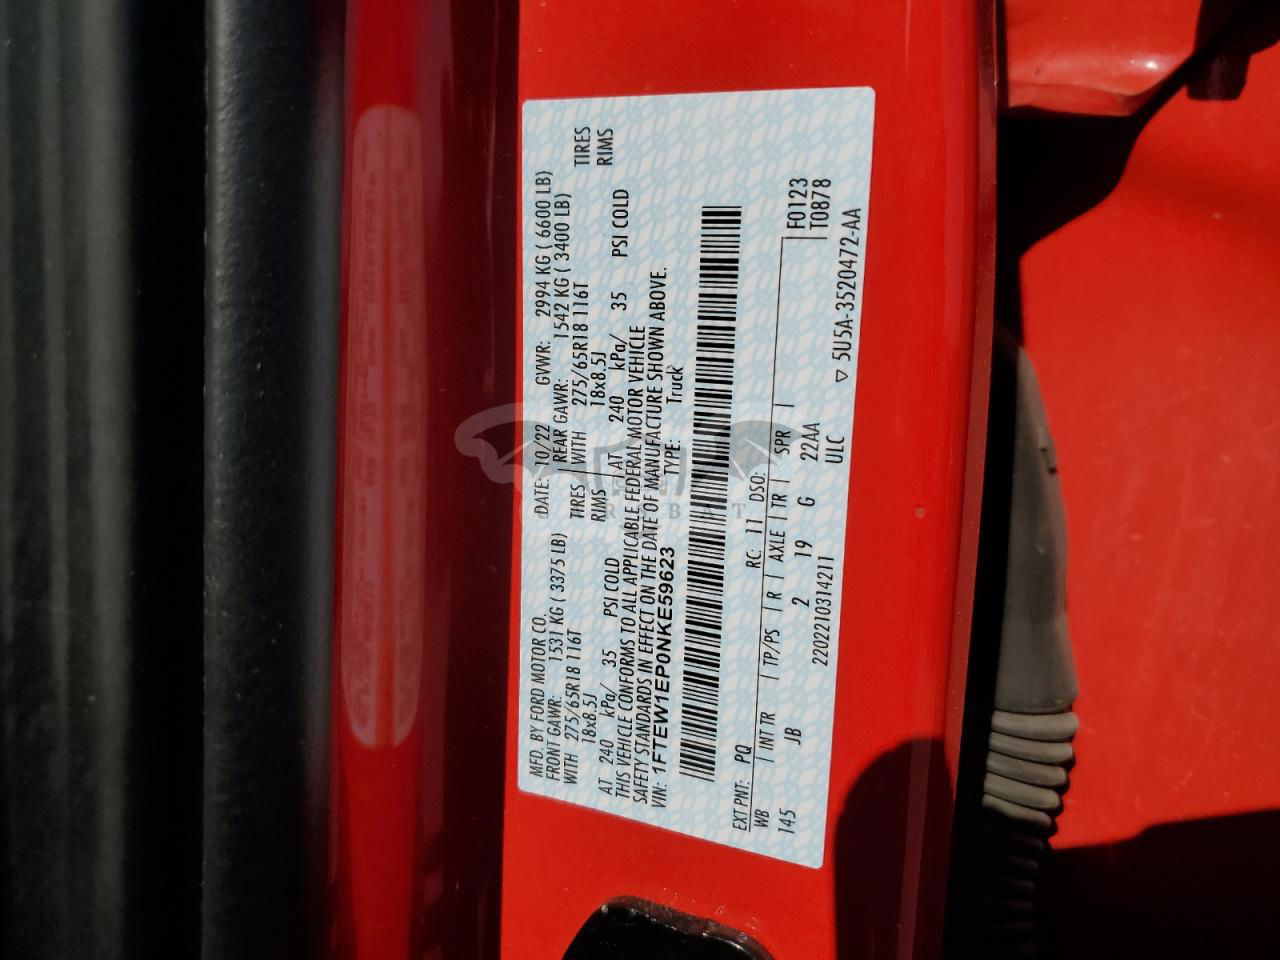 MFD. BY FORD MOTOR CO.
DATE: 10/22 GVWR: 2994 KG ( 6600 LB)
FRONT GAWR: 1531 KG ( 3375 LB) REAR GAWR: 1542 KG ( 3400 LB)
WITH 275/65R18 116T TIRES WITH 275/65R18 116T TIRES
18x8.5J RIMS 18x8.5J RIMS
AT 240 kPa/ 35 PSI COLD AT 240 kPa/ 35 PSI COLD
THIS VEHICLE CONFORMS TO ALL APPLICABLE FEDERAL MOTOR VEHICLE
SAFETY STANDARDS IN EFFECT ON THE DATE OF MANUFACTURE SHOWN ABOVE.
VIN: 1FTEW1EP0NKE59623 TYPE: Truck
EXT PNT: PQ RC: 11 DSO: F0123
WB INT TR TP/PS R AXLE TR SPR T0878
145 JB 2 19 G 22AA
2202210314211 ULC
▽ 5U5A-3520472-AA